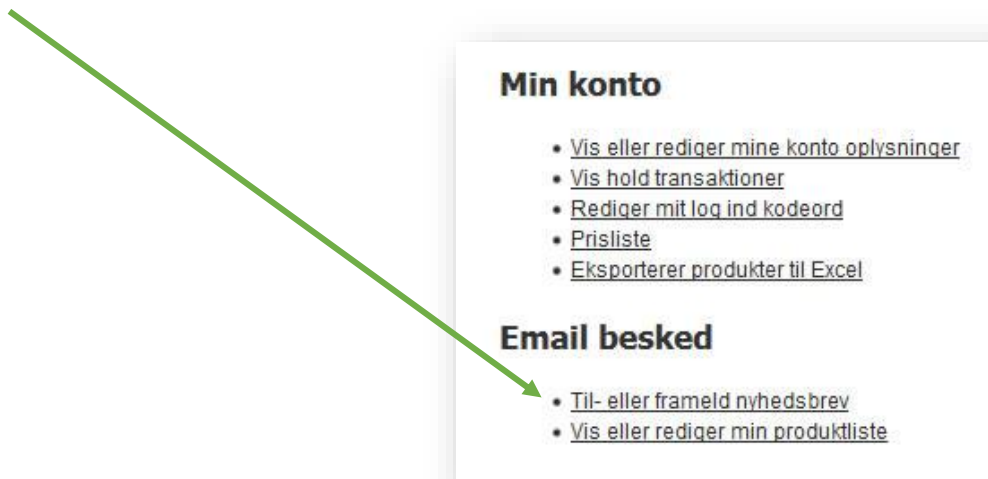 Min konto
• Vis eller rediger mine konto oplysninger
• Vis hold transaktioner
• Rediger mit log ind kodeord
• Prisliste
• Eksporterer produkter til Excel
Email besked
• Til- eller frameld nyhedsbrev
• Vis eller rediger min produktliste